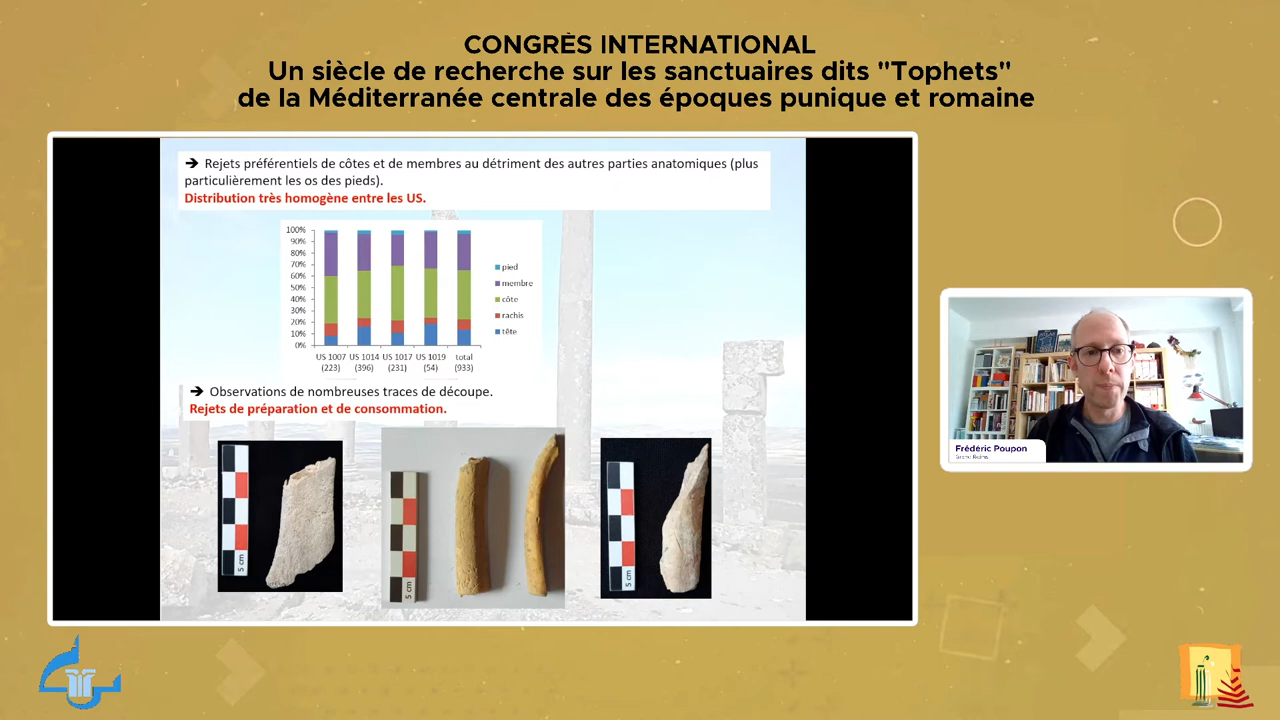 CONGRÈS INTERNATIONAL
Un siècle de recherche sur les sanctuaires dits "Tophets"
de la Méditerranée centrale des époques punique et romaine
➔ Rejets préférentiels de côtes et de membres au détriment des autres parties anatomiques (plus
particulièrement les os des pieds).
Distribution très homogène entre les US.
100%
90%
80%
70%
60%
50%
40%
30%
20%
10%
0%
pied
membre
côte
rachis
tête
US 1007 US 1014 US 1017 US 1019 total
(223) (396) (231) (54) (933)
➔ Observations de nombreuses traces de découpe.
Rejets de préparation et de consommation.
5 cm
5 cm
5 cm
Frédéric Poupon
Grand Reims